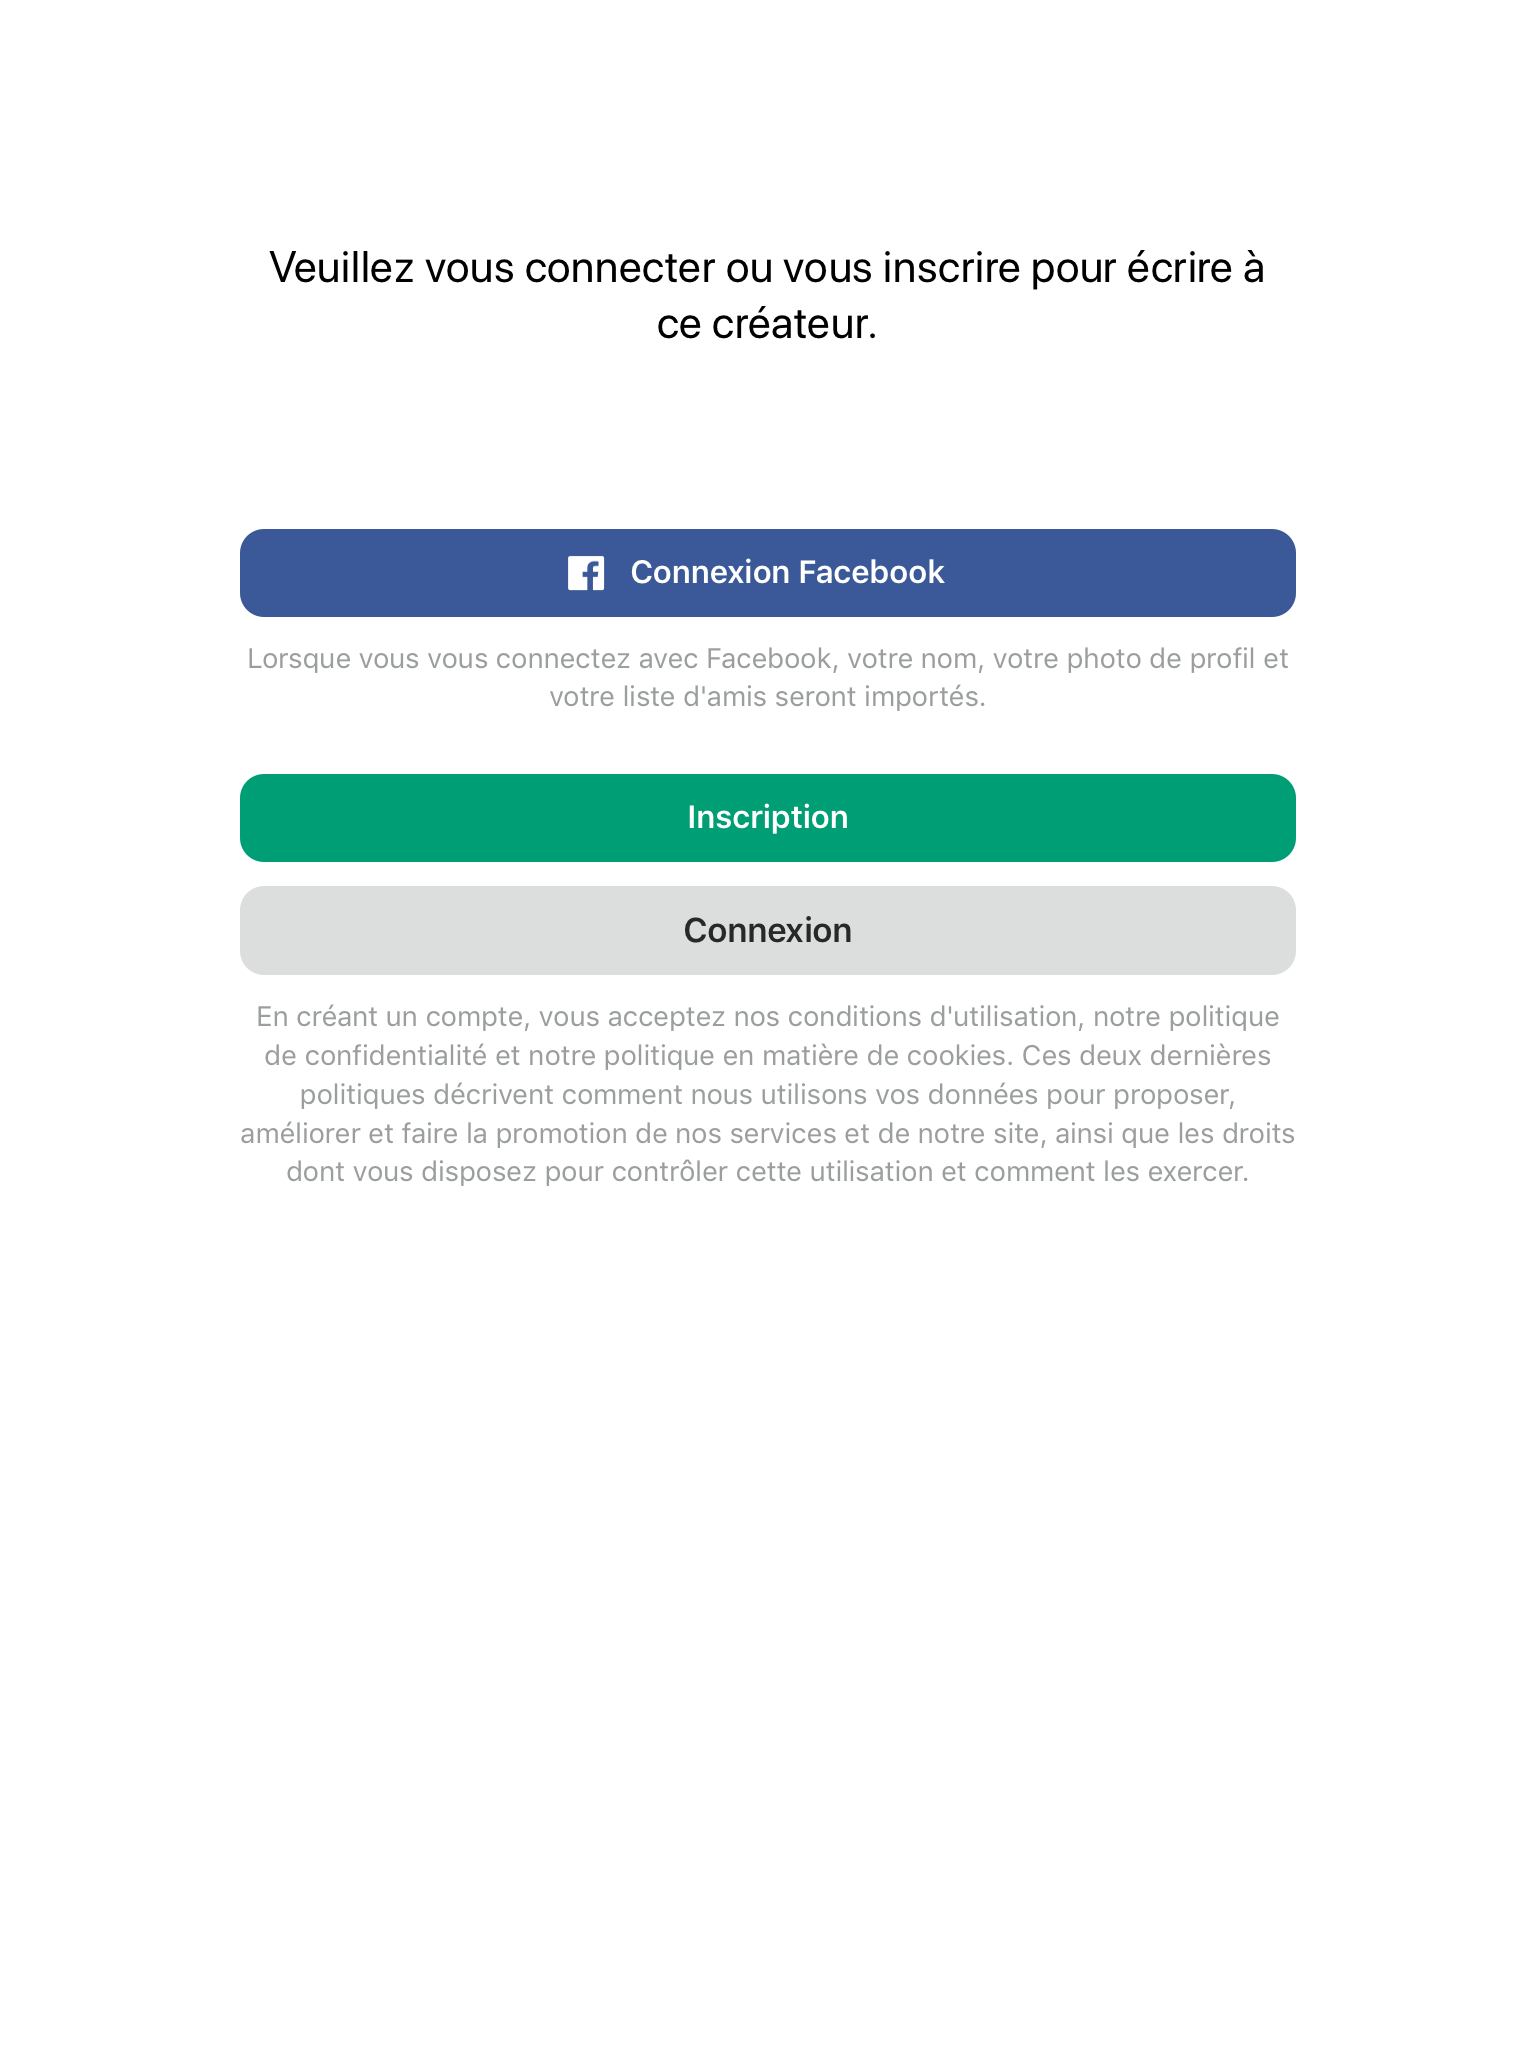 Veuillez vous connecter ou vous inscrire pour écrire à
ce créateur.
Connexion Facebook
Lorsque vous vous connectez avec Facebook, votre nom, votre photo de profil et
votre liste d'amis seront importés.
Inscription
Connexion
En créant un compte, vous acceptez nos conditions d'utilisation, notre politique
de confidentialité et notre politique en matière de cookies. Ces deux dernières
politiques décrivent comment nous utilisons vos données pour proposer,
améliorer et faire la promotion de nos services et de notre site, ainsi que les droits
dont vous disposez pour contrôler cette utilisation et comment les exercer.